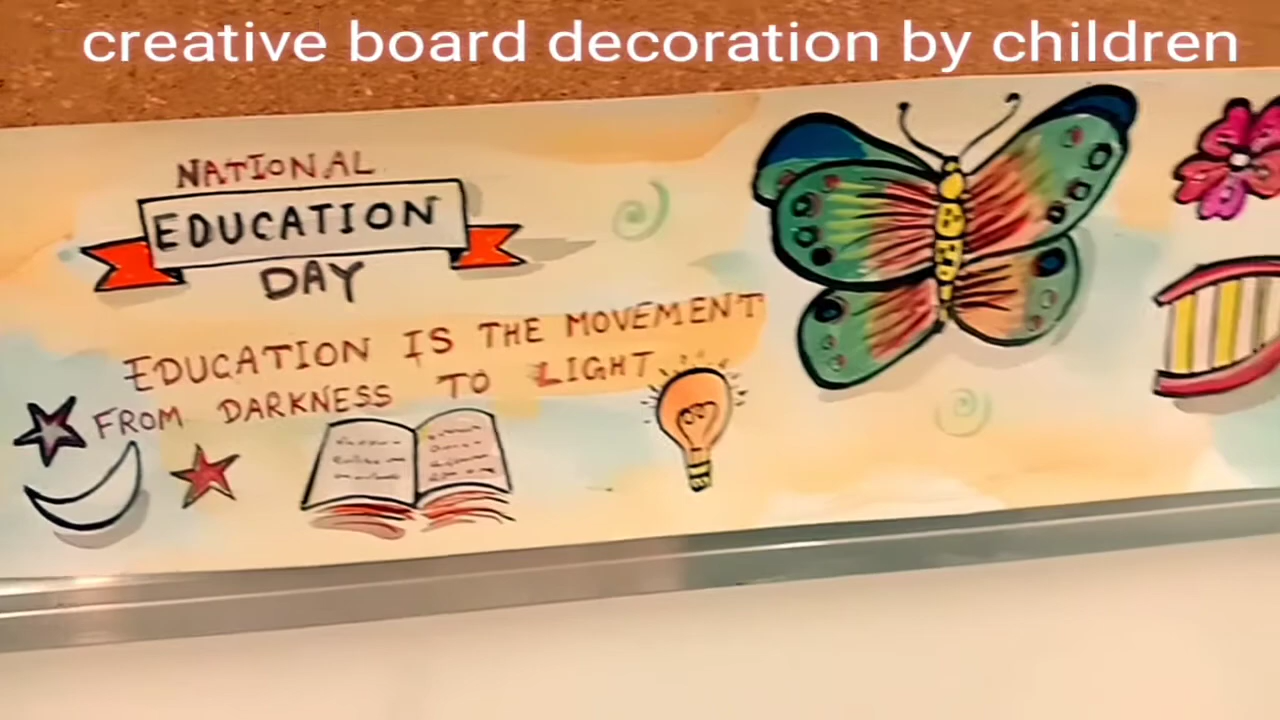 creative board decoration by children
NATIONAL
EDUCATION
DAY
EDUCATION IS THE MOVEMENT
FROM DARKNESS TO LIGHT